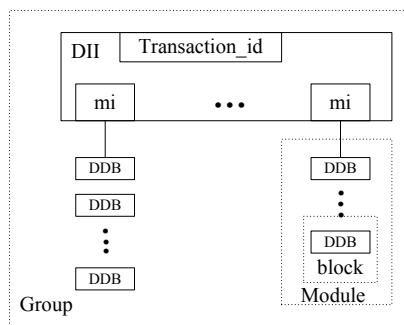 Transaction_id
DII
mi
mi
DDB
DDB
DDB
DDB
DDB
DDB
block
Module
Group